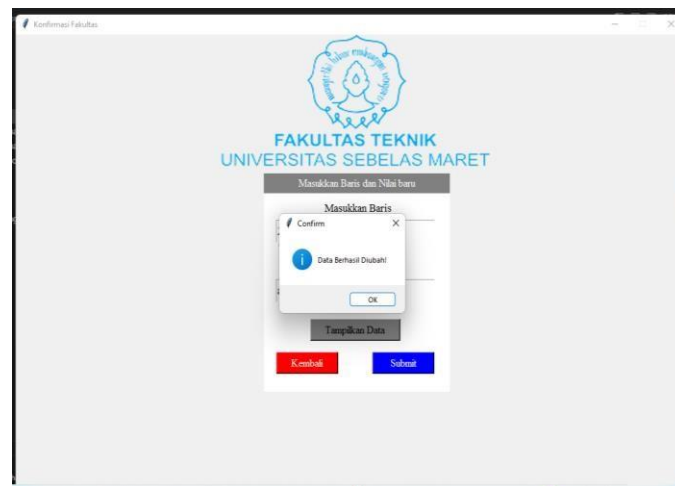 Konfirmasi Fakultas
FAKULTAS TEKNIK
UNIVERSITAS SEBELAS MARET
Masukkan Baris dan Nilai baru
Masukkan Baris
Confirm
Data Berhasil Diubah!
OK
Tampilkan Data
Kembali
Submit